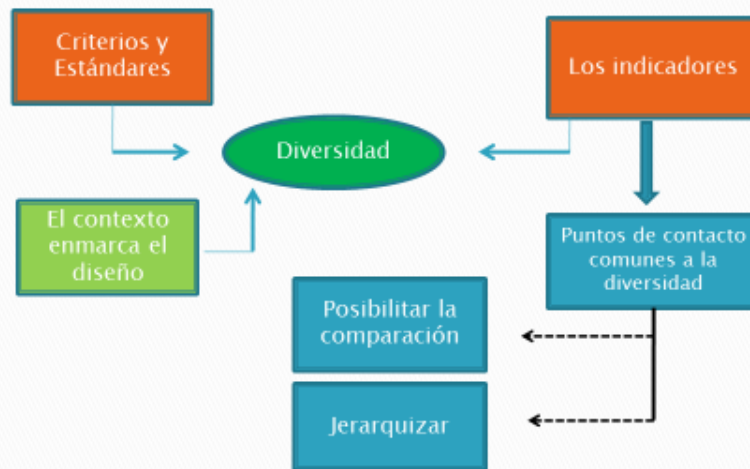 Criterios y
Estándares
Los indicadores
Diversidad
El contexto
enmarca el
diseño
Puntos de contacto
comunes a la
diversidad
Posibilitar la
comparación
Jerarquizar